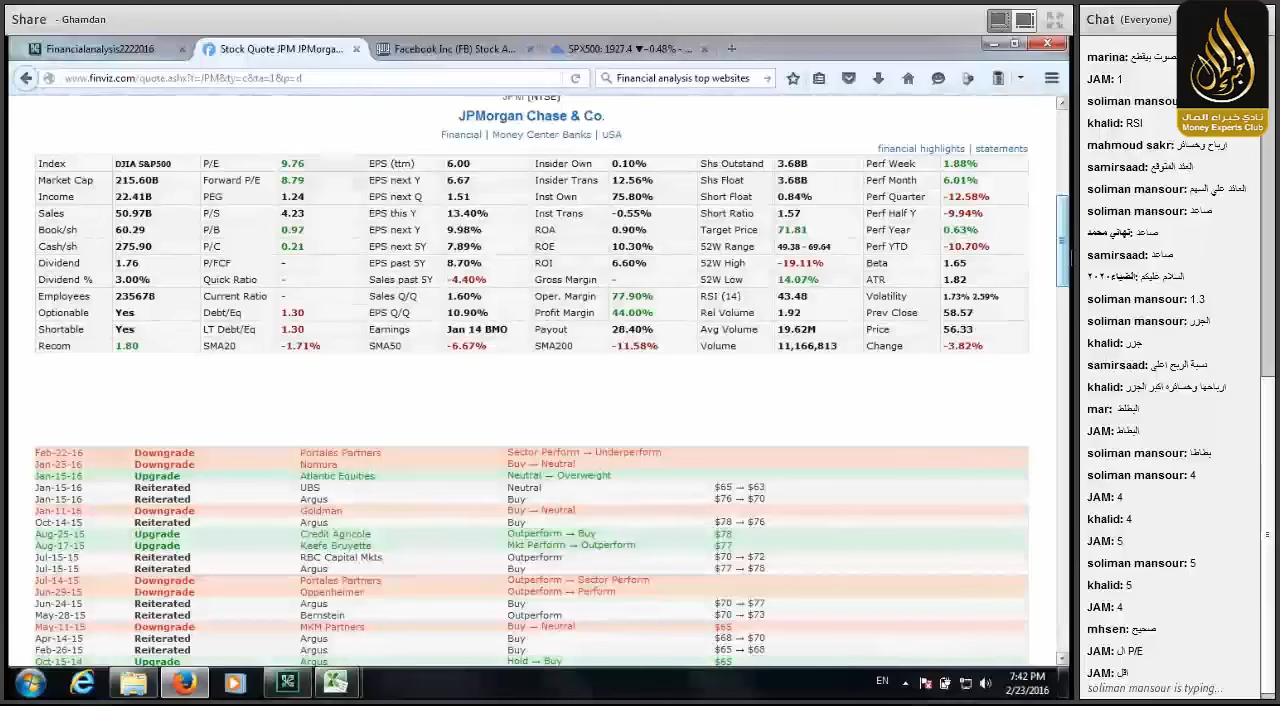 Share - Ghamdan
Chat (Everyone)
Financialanalysis2222016
Stock Quote JPM JPMorga...
Facebook Inc (FB) Stock A...
SPX500: 1927.4 ▼−0.48% - ...
www.finviz.com/quote.ashx?t=JPM&ty=c&ta=1&p=d
Financial analysis top websites
JPM [NYSE]
JPMorgan Chase & Co.
Financial | Money Center Banks | USA
financial highlights | statements
Index DJIA S&P500 P/E 9.76 EPS (ttm) 6.00 Insider Own 0.10% Shs Outstand 3.68B Perf Week 1.88%
Market Cap 215.60B Forward P/E 8.79 EPS next Y 6.67 Insider Trans 12.56% Shs Float 3.68B Perf Month 6.01%
Income 22.41B PEG 1.24 EPS next Q 1.51 Inst Own 75.80% Short Float 0.84% Perf Quarter -12.58%
Sales 50.97B P/S 4.23 EPS this Y 13.40% Inst Trans -0.55% Short Ratio 1.57 Perf Half Y -9.94%
Book/sh 60.29 P/B 0.97 EPS next Y 9.98% ROA 0.90% Target Price 71.81 Perf Year 0.63%
Cash/sh 275.90 P/C 0.21 EPS next 5Y 7.89% ROE 10.30% 52W Range 49.38 - 69.64 Perf YTD -10.70%
Dividend 1.76 P/FCF - EPS past 5Y 8.70% ROI 6.60% 52W High -19.11% Beta 1.65
Dividend % 3.00% Quick Ratio - Sales past 5Y -4.40% Gross Margin - 52W Low 14.07% ATR 1.82
Employees 235678 Current Ratio - Sales Q/Q 1.60% Oper. Margin 77.90% RSI (14) 43.48 Volatility 1.73% 2.59%
Optionable Yes Debt/Eq 1.30 EPS Q/Q 10.90% Profit Margin 44.00% Rel Volume 1.92 Prev Close 58.57
Shortable Yes LT Debt/Eq 1.30 Earnings Jan 14 BMO Payout 28.40% Avg Volume 19.62M Price 56.33
Recom 1.80 SMA20 -1.71% SMA50 -6.67% SMA200 -11.58% Volume 11,166,813 Change -3.82%
Feb-22-16 Downgrade Portales Partners Sector Perform → Underperform
Jan-25-16 Downgrade Nomura Buy → Neutral
Jan-15-16 Upgrade Atlantic Equities Neutral → Overweight
Jan-15-16 Reiterated UBS Neutral $65 → $63
Jan-15-16 Reiterated Argus Buy $76 → $70
Jan-11-16 Downgrade Goldman Buy → Neutral
Oct-14-15 Reiterated Argus Buy $78 → $76
Aug-25-15 Upgrade Credit Agricole Outperform → Buy $78
Aug-17-15 Upgrade Keefe Bruyette Mkt Perform → Outperform $77
Jul-15-15 Reiterated RBC Capital Mkts Outperform $70 → $72
Jul-15-15 Reiterated Argus Buy $77 → $78
Jul-14-15 Downgrade Portales Partners Outperform → Sector Perform
Jun-29-15 Downgrade Oppenheimer Outperform → Perform
Jun-24-15 Reiterated Argus Buy $70 → $77
May-28-15 Reiterated Bernstein Outperform $70 → $73
May-11-15 Downgrade MKM Partners Buy → Neutral $65
Apr-14-15 Reiterated Argus Buy $68 → $70
Feb-26-15 Reiterated Argus Buy $65 → $68
Oct-15-14 Upgrade Argus Hold → Buy $65
EN
7:42 PM
2/23/2016
نادي خبراء المال
Money Experts Club
marina: صوت بيقطع
JAM: 1
soliman mansou
khalid: RSI
mahmoud sakr: ارباح وخسائر
samirsaad: العئد المتوقع
soliman mansour: العائد علي السهم
soliman mansour: صاعد
تهاني محمد: صاعد
samirsaad: صاعد
الضياء٢٠٢٠: السلام عليكم
soliman mansour: 1.3
soliman mansour: الجزر
khalid: جزر
samirsaad: نسبة الربح اعلى
khalid: ارباحها وخسائره اكبر الجزر
mar: البطلط
JAM: البطاط
soliman mansour: بطاطا
soliman mansour: 4
JAM: 4
khalid: 4
JAM: 5
soliman mansour: 5
khalid: 5
JAM: 4
mhsen: صحيح
JAM: ال P/E
JAM: اقل
soliman mansour is typing...